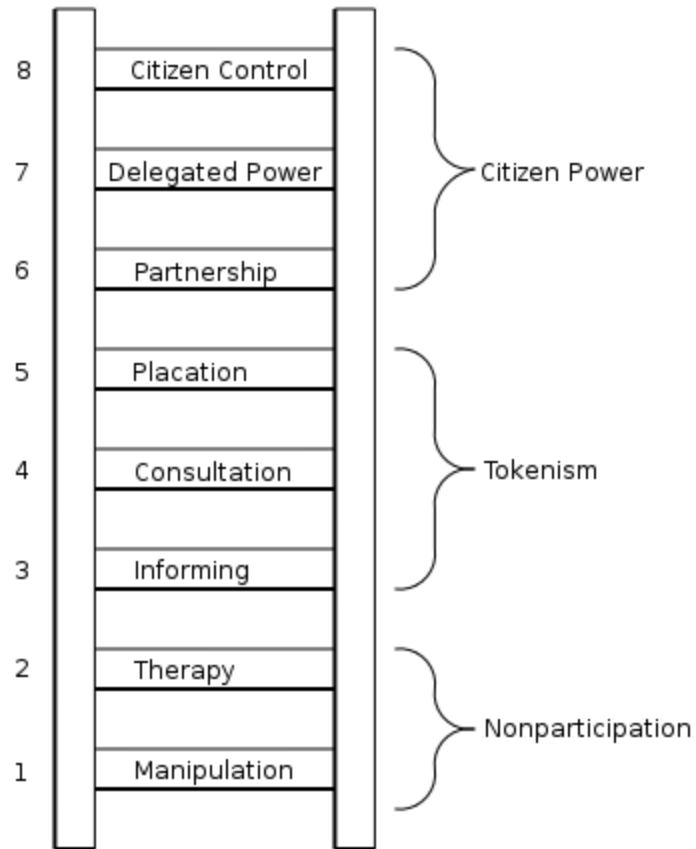 8 Citizen Control
7 Delegated Power
Citizen Power
6 Partnership
5 Placation
4 Consultation
Tokenism
3 Informing
2 Therapy
Nonparticipation
1 Manipulation